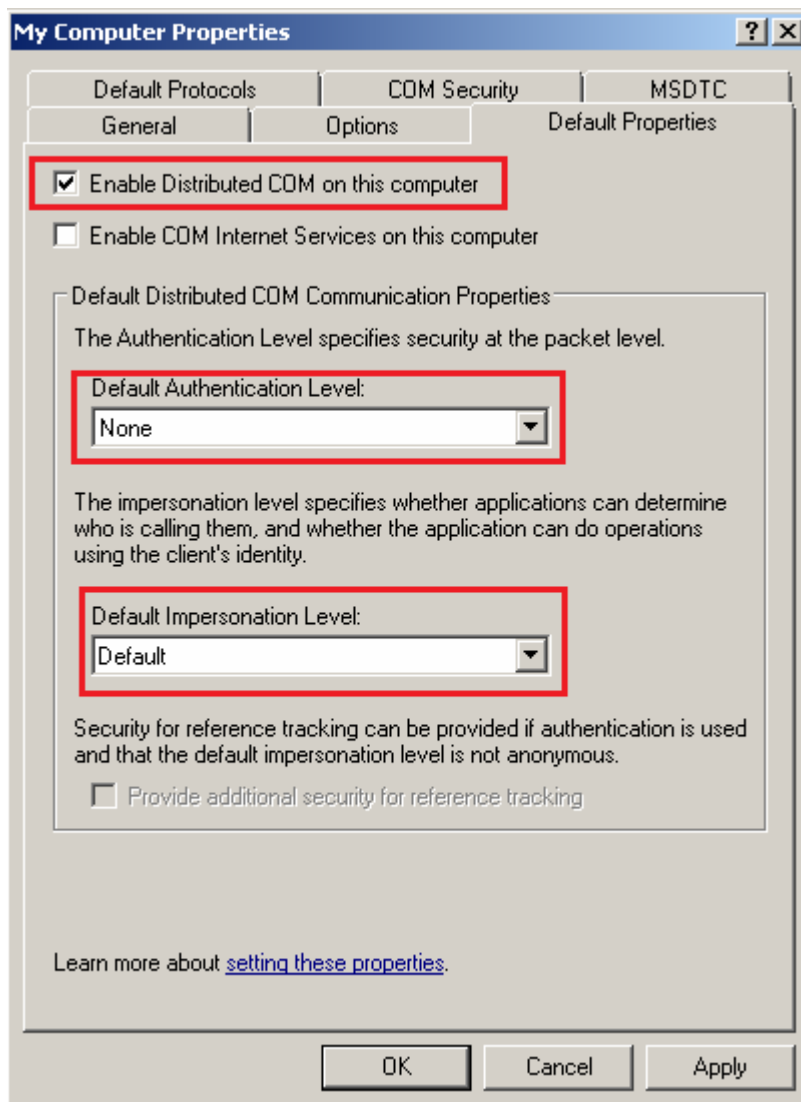 My Computer Properties
Default Protocols COM Security MSDTC
General Options Default Properties
Enable Distributed COM on this computer
Enable COM Internet Services on this computer
Default Distributed COM Communication Properties
The Authentication Level specifies security at the packet level.
Default Authentication Level:
None
The impersonation level specifies whether applications can determine
who is calling them, and whether the application can do operations
using the client's identity.
Default Impersonation Level:
Default
Security for reference tracking can be provided if authentication is used
and that the default impersonation level is not anonymous.
Provide additional security for reference tracking
Learn more about setting these properties.
OK Cancel Apply